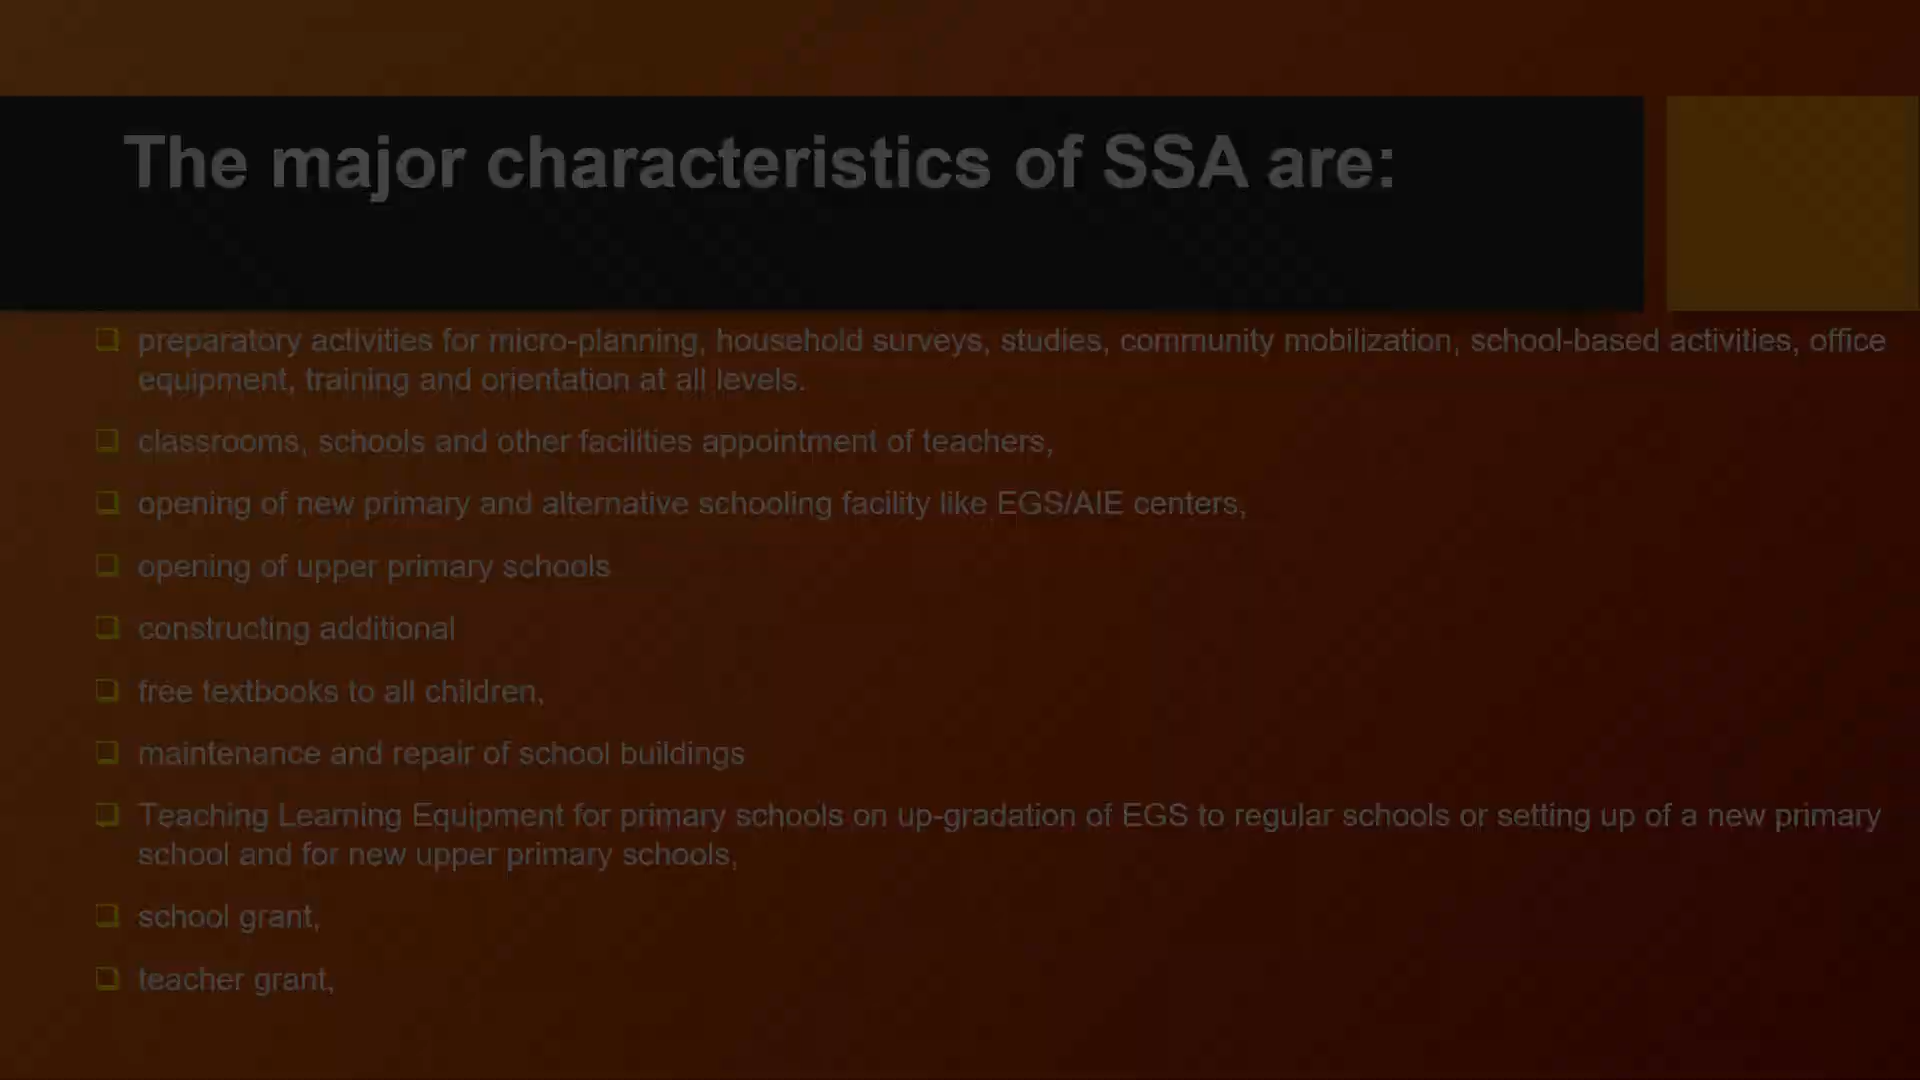 The major characteristics of SSA are:
preparatory activities for micro-planning, household surveys, studies, community mobilization, school-based activities, office
equipment, training and orientation at all levels.
classrooms, schools and other facilities appointment of teachers,
opening of new primary and alternative schooling facility like EGS/AIE centers,
opening of upper primary schools
constructing additional
free textbooks to all children,
maintenance and repair of school buildings
Teaching Learning Equipment for primary schools on up-gradation of EGS to regular schools or setting up of a new primary
school and for new upper primary schools,
school grant,
teacher grant,